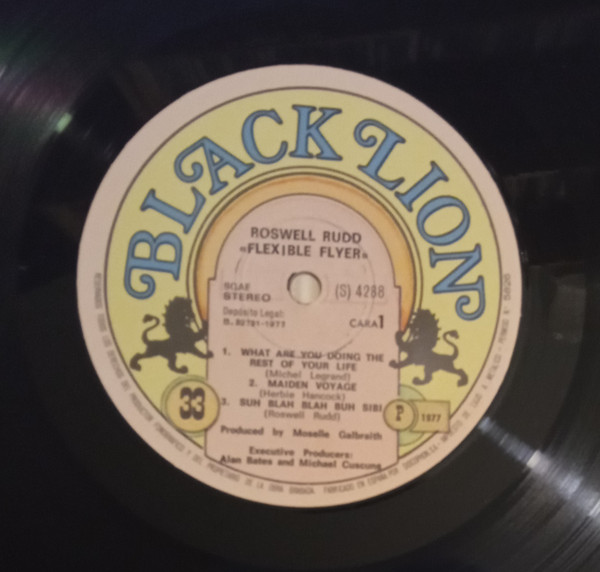 BLACK LION
ROSWELL RUDD
«FLEXIBLE FLYER»
SGAE
STEREO
(S) 4288
Depósito Legal:
CARA 1
1. WHAT ARE YOU DOING THE
REST OF YOUR LIFE
(Michel Legrand)
2. MAIDEN VOYAGE
(Herbie Hancock)
3. SUH BLAH BLAH BUH SIBI
(Roswell Rudd)
33
P 1977
Produced by Moselle Galbraith
Executive Producers:
Alan Bates and Michael Cuscuna